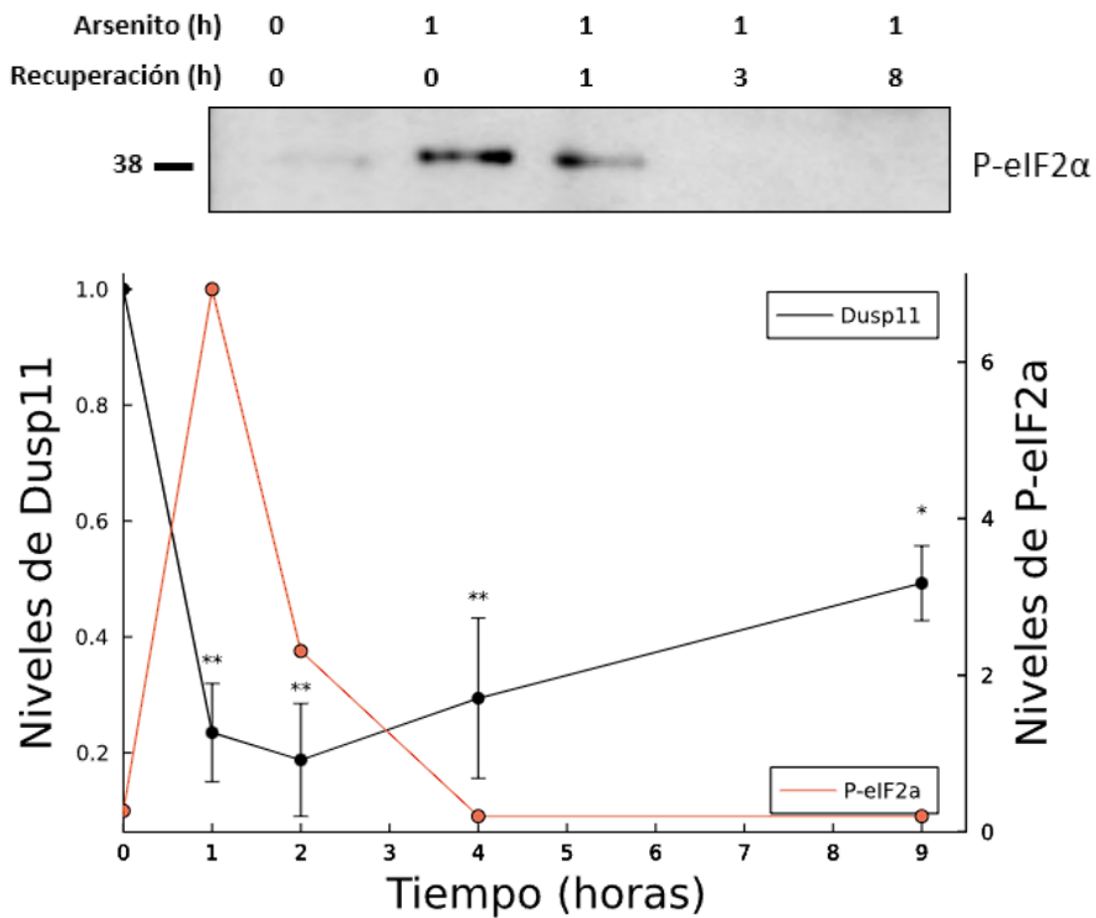 Arsenito (h) 0 1 1 1 1
Recuperación (h) 0 0 1 3 8
38
P-eIF2α
1.0
0.8
0.6
0.4
0.2
Niveles de Dusp11
Dusp11
P-eIF2a
** ** ** *
6
4
2
0
Niveles de P-eIF2a
0 1 2 3 4 5 6 7 8 9
Tiempo (horas)